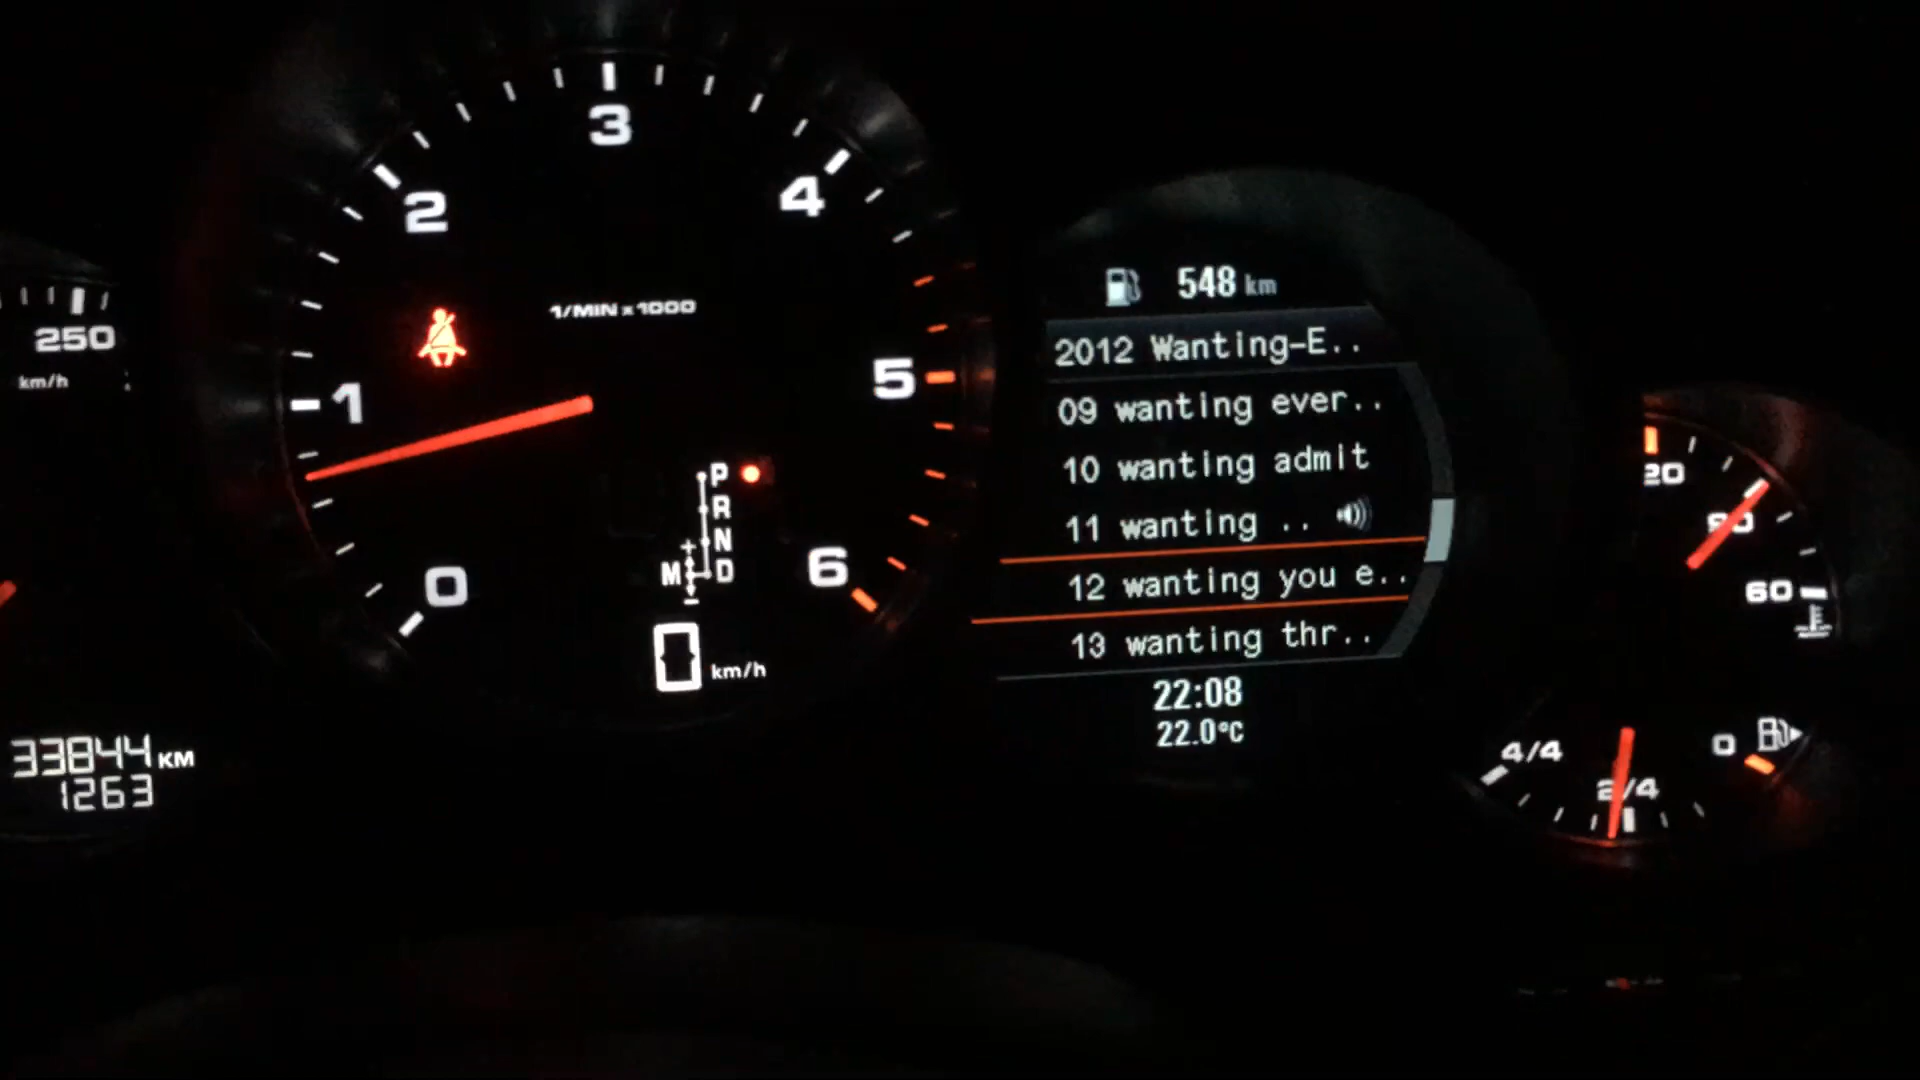 250
km/h
33844 KM
1263
0
1
2
3
4
5
6
1/MIN x 1000
P
R
N
M D
+
−
0 km/h
548 km
2012 Wanting-E..
09 wanting ever..
10 wanting admit
11 wanting ..
12 wanting you e..
13 wanting thr..
22:08
22.0°C
90
60
4/4
2/4
0